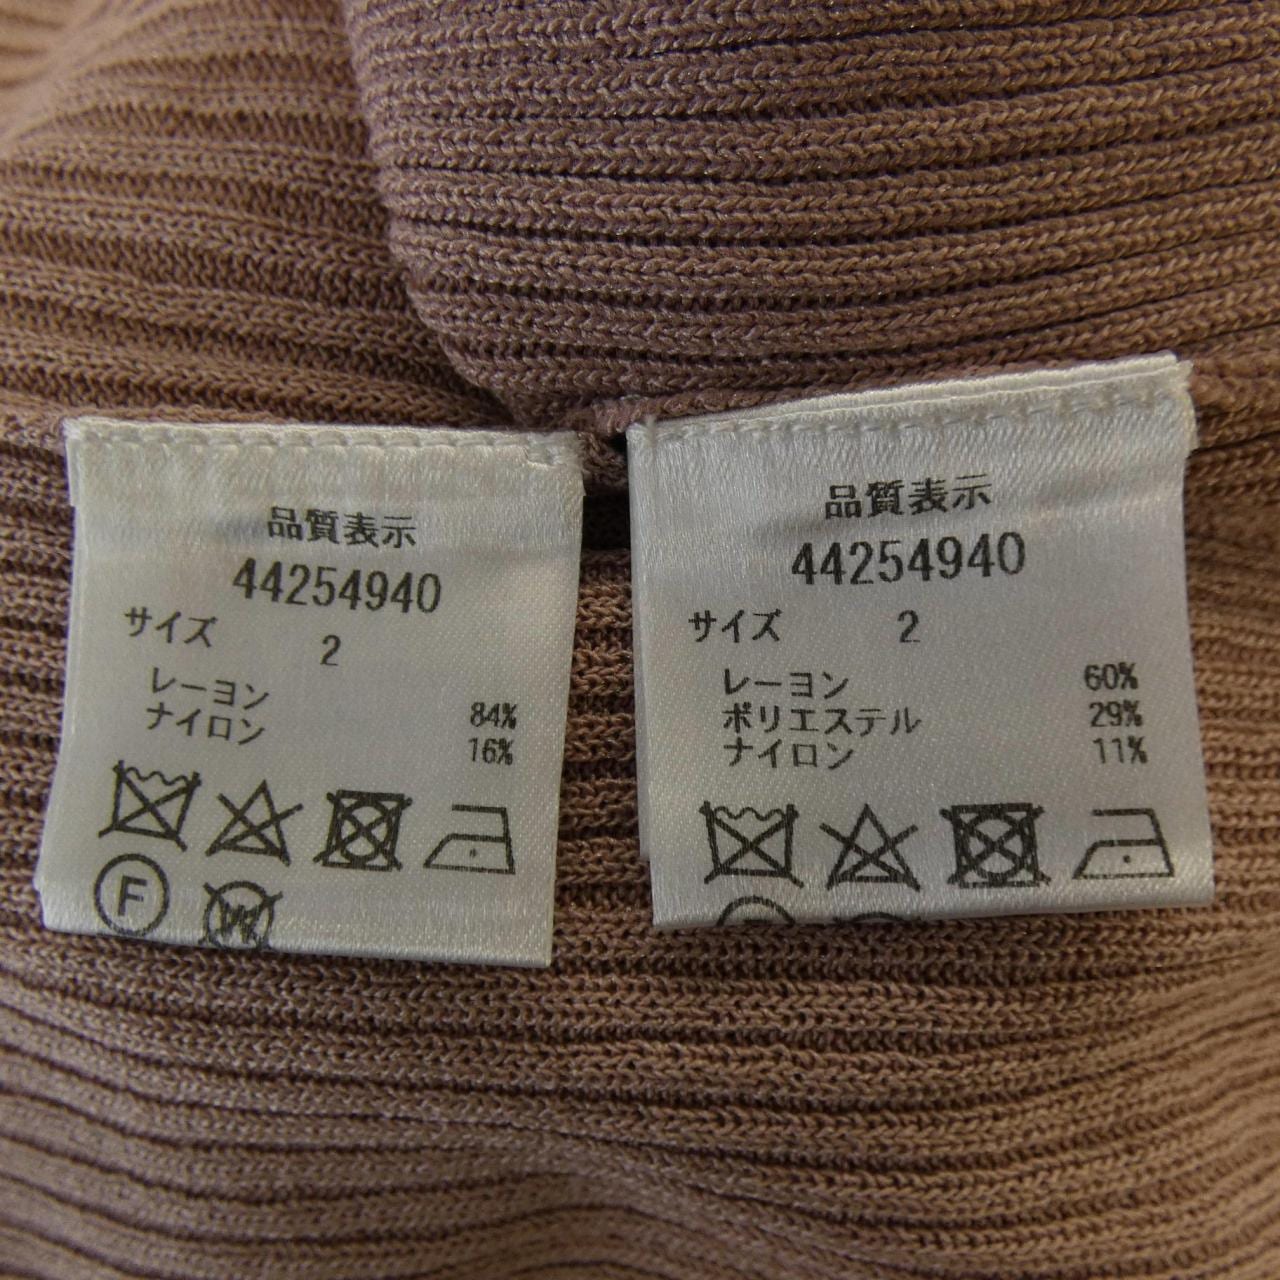 品質表示
44254940
サイズ 2
レーヨン 84%
ナイロン 16%
F
W
品質表示
44254940
サイズ 2
レーヨン 60%
ポリエステル 29%
ナイロン 11%